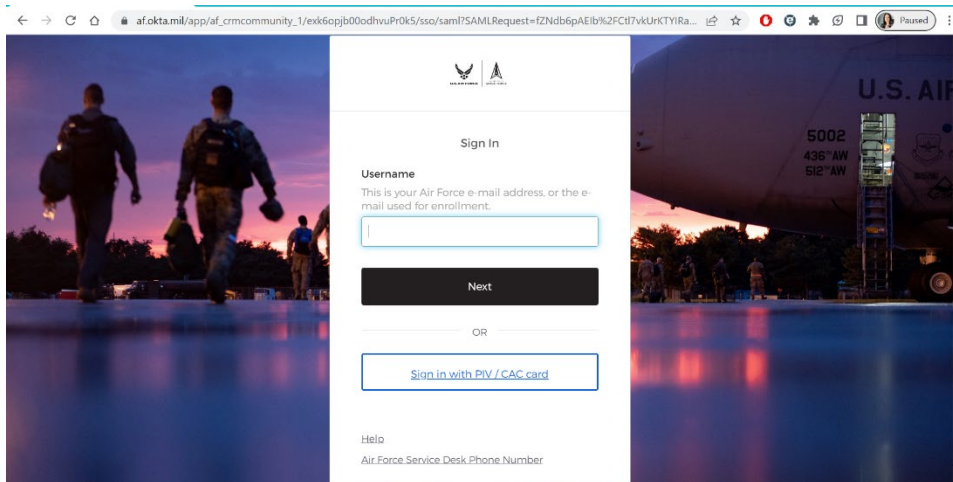 af.okta.mil/app/af_crmcommunity_1/exk6opjb00odhvuPr0k5/sso/saml?SAMLRequest=fZNdb6pAEIb%2FCtl7vkUrKTYIRa...
Paused
U.S. AIR
5002
436TH AW
512TH AW
Sign In
Username
This is your Air Force e-mail address, or the e-
mail used for enrollment.
Next
OR
Sign in with PIV / CAC card
Help
Air Force Service Desk Phone Number